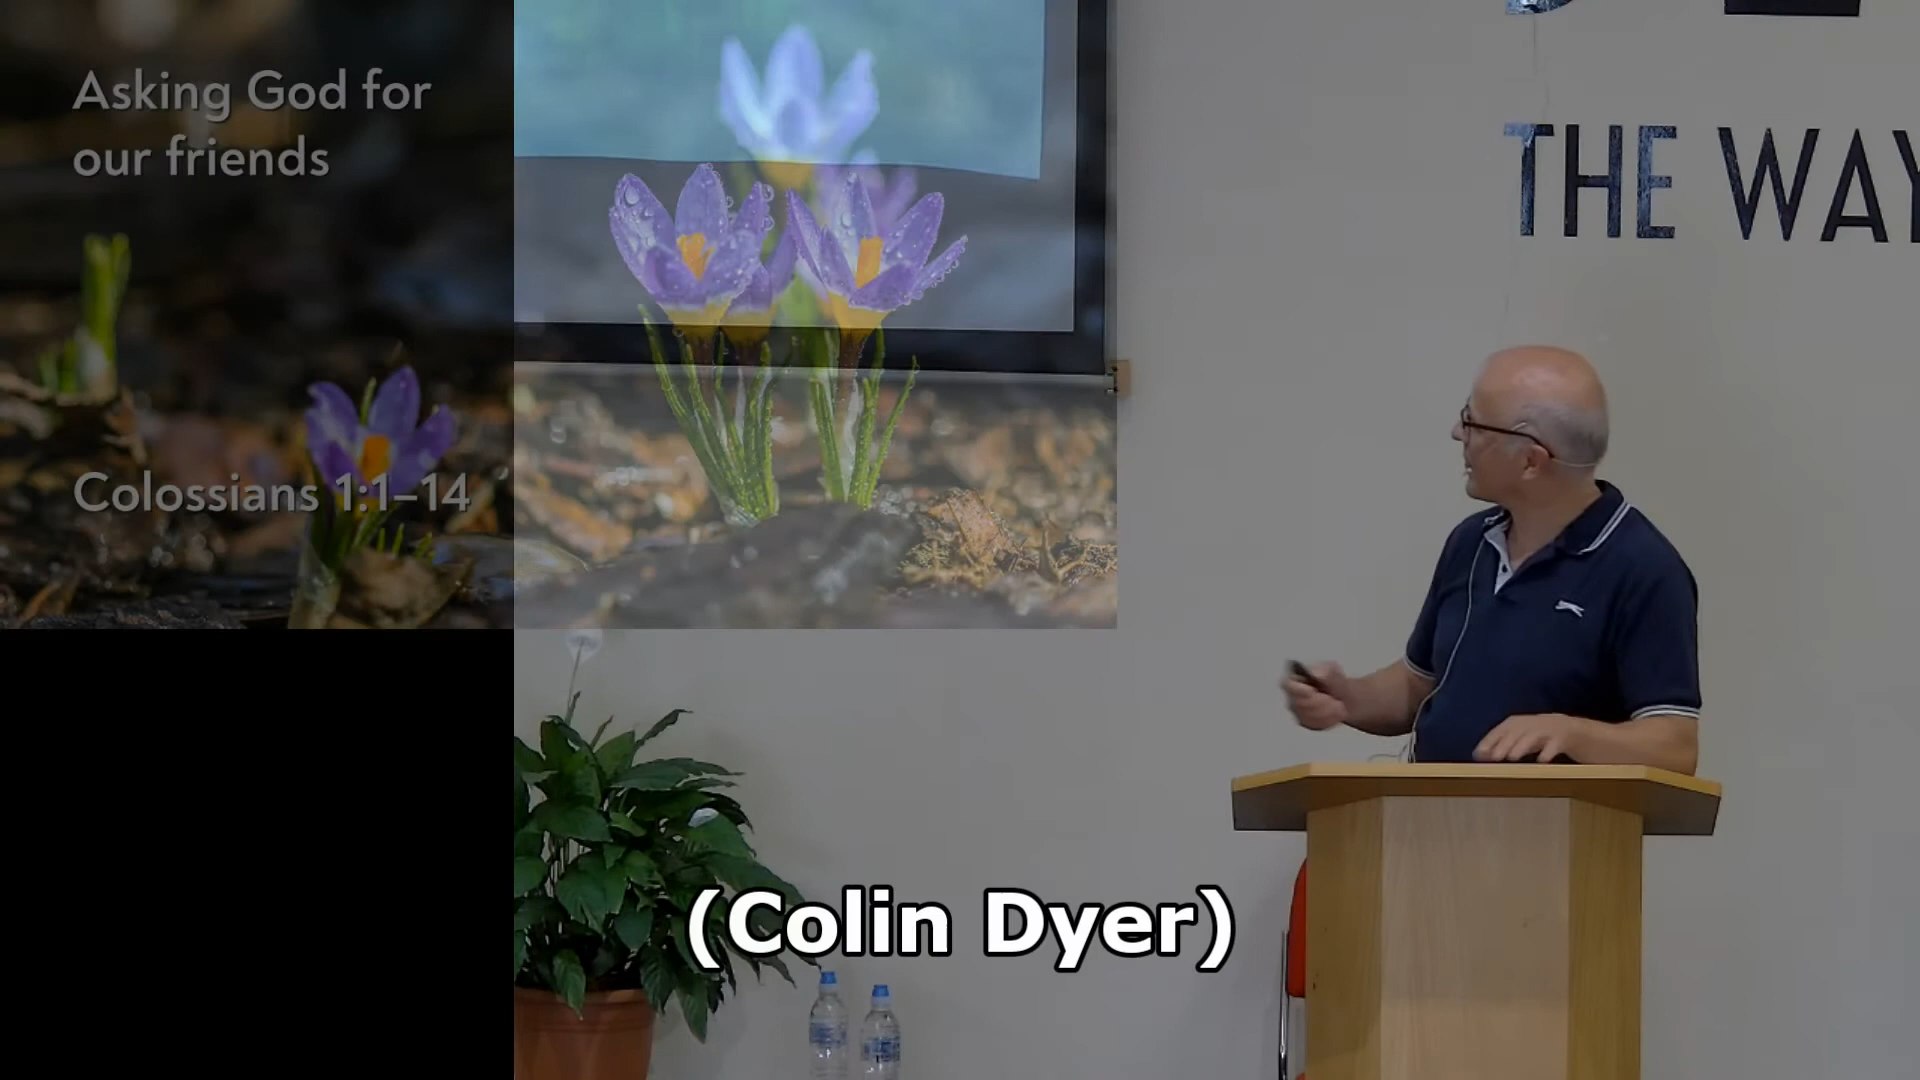 Asking God for
our friends
Colossians 1:1–14
THE WAY
(Colin Dyer)